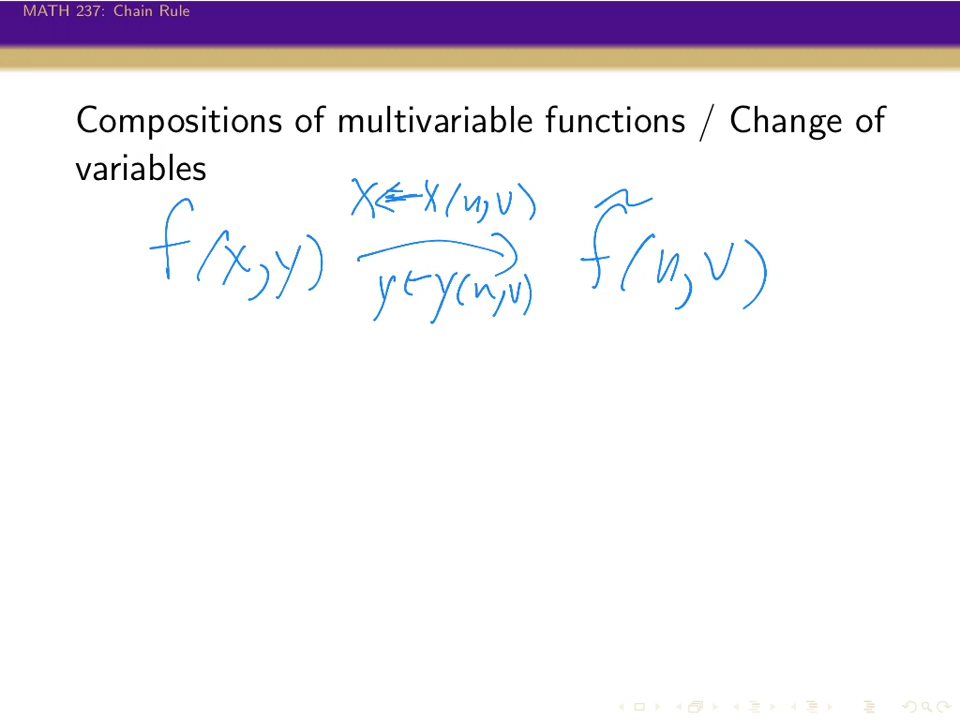 MATH 237: Chain Rule
Compositions of multivariable functions / Change of
variables
x ← x(u,v)
f(x,y) → f̃(u,v)
y ← y(u,v)